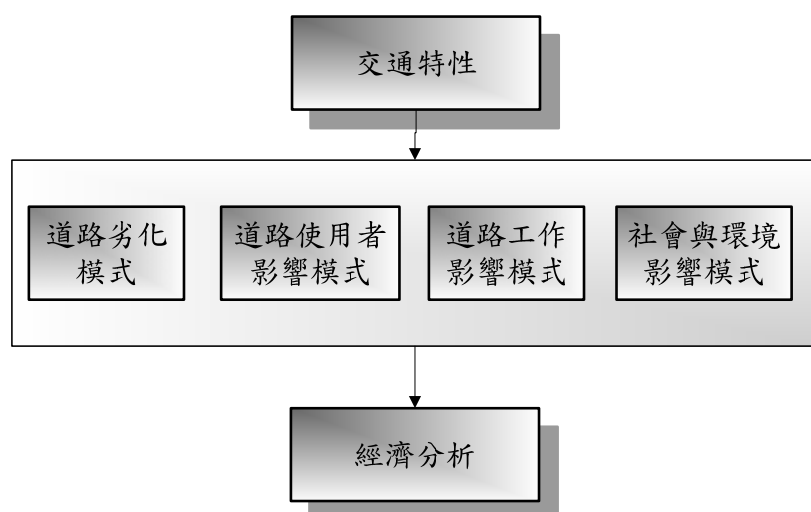 交通特性
道路劣化
模式
道路使用者
影響模式
道路工作
影響模式
社會與環境
影響模式
經濟分析